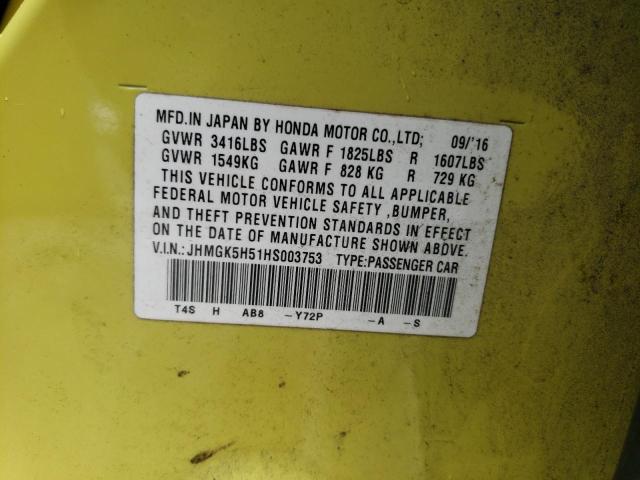 MFD.IN JAPAN BY HONDA MOTOR CO.,LTD; 09/'16
GVWR 3416LBS GAWR F 1825LBS R 1607LBS
GVWR 1549KG GAWR F 828 KG R 729 KG
THIS VEHICLE CONFORMS TO ALL APPLICABLE
FEDERAL MOTOR VEHICLE SAFETY ,BUMPER,
AND THEFT PREVENTION STANDARDS IN EFFECT
ON THE DATE OF MANUFACTURE SHOWN ABOVE.
V.I.N.: JHMGK5H51HS003753 TYPE:PASSENGER CAR
T4S H AB8 -Y72P -A -S